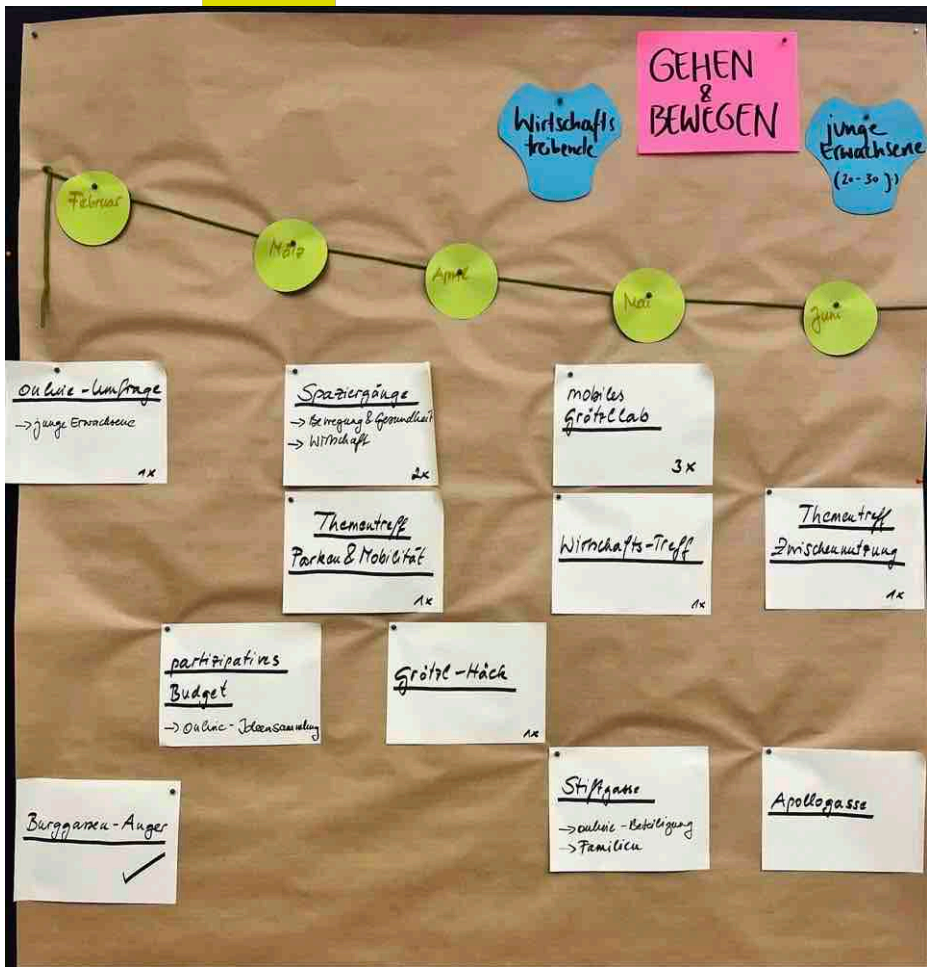 GEHEN
&
BEWEGEN
Wirtschafts
treibende
junge
Erwachsene
(20-30 J.)
Februar
März
April
Mai
Juni
Online-Umfrage
→ junge Erwachsene
1x
Spaziergänge
→ Bewegung & Gesundheit
→ Wirtschaft
2x
mobiles
Grätzllab
3x
Thementreff
Parken & Mobilität
1x
Wirtschafts-Treff
1x
Thementreff
Zwischennutzung
1x
partizipatives
Budget
→ Online-Ideensammlung
Grätzl-Hack
1x
Burggassen-Anger
✓
Stiftgasse
→ online-Beteiligung
→ Familien
Apollogasse